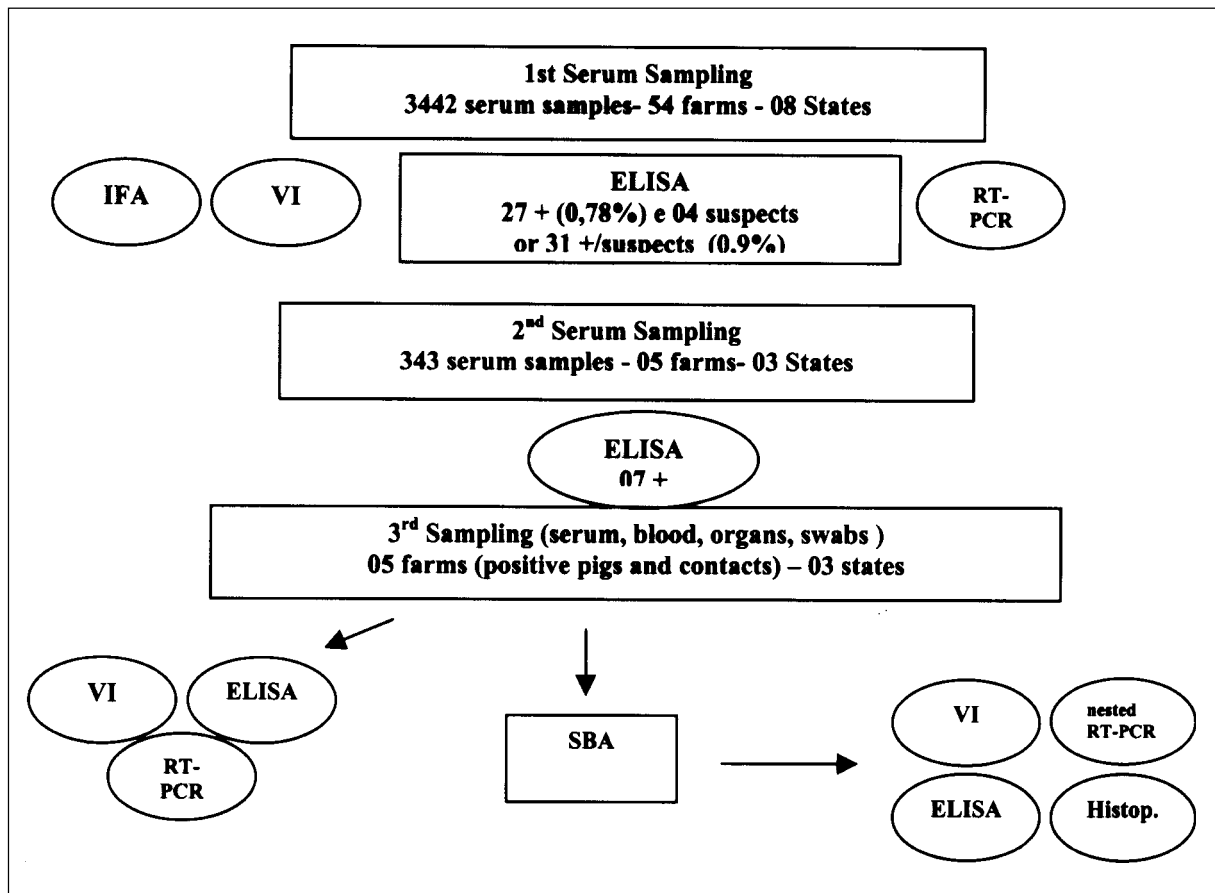 1st Serum Sampling
3442 serum samples- 54 farms - 08 States
IFA
VI
ELISA
27 + (0,78%) e 04 suspects
or 31 +/suspects (0.9%)
RT-
PCR
2nd Serum Sampling
343 serum samples - 05 farms- 03 States
ELISA
07 +
3rd Sampling (serum, blood, organs, swabs )
05 farms (positive pigs and contacts) – 03 states
VI
ELISA
RT-
PCR
SBA
VI
nested
RT-PCR
ELISA
Histop.